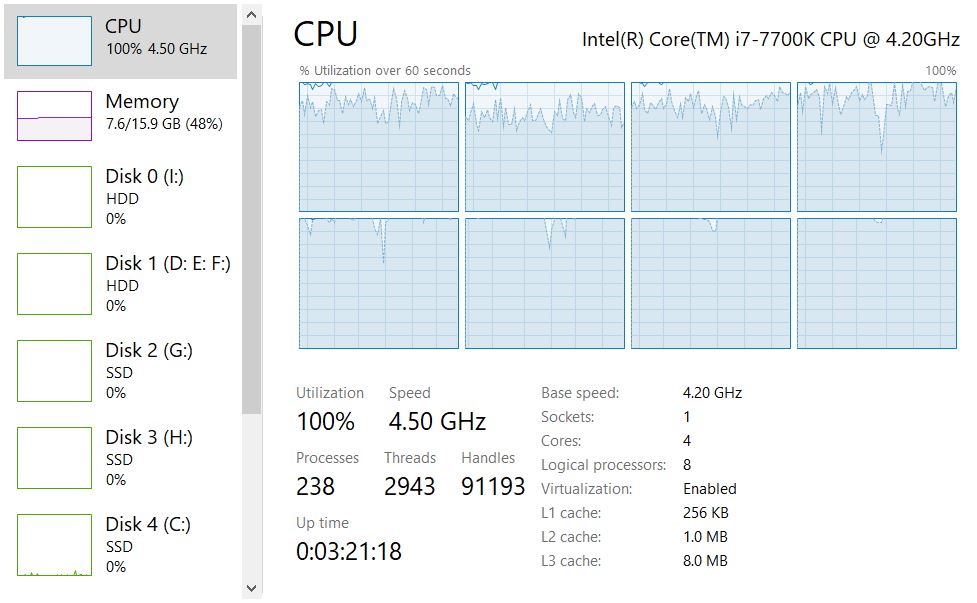 CPU
100% 4.50 GHz
Memory
7.6/15.9 GB (48%)
Disk 0 (I:)
HDD
0%
Disk 1 (D: E: F:)
HDD
0%
Disk 2 (G:)
SSD
0%
Disk 3 (H:)
SSD
0%
Disk 4 (C:)
SSD
0%
CPU
Intel(R) Core(TM) i7-7700K CPU @ 4.20GHz
% Utilization over 60 seconds
100%
Utilization
Speed
100%
4.50 GHz
Processes
Threads
Handles
238
2943
91193
Up time
0:03:21:18
Base speed: 4.20 GHz
Sockets: 1
Cores: 4
Logical processors: 8
Virtualization: Enabled
L1 cache: 256 KB
L2 cache: 1.0 MB
L3 cache: 8.0 MB